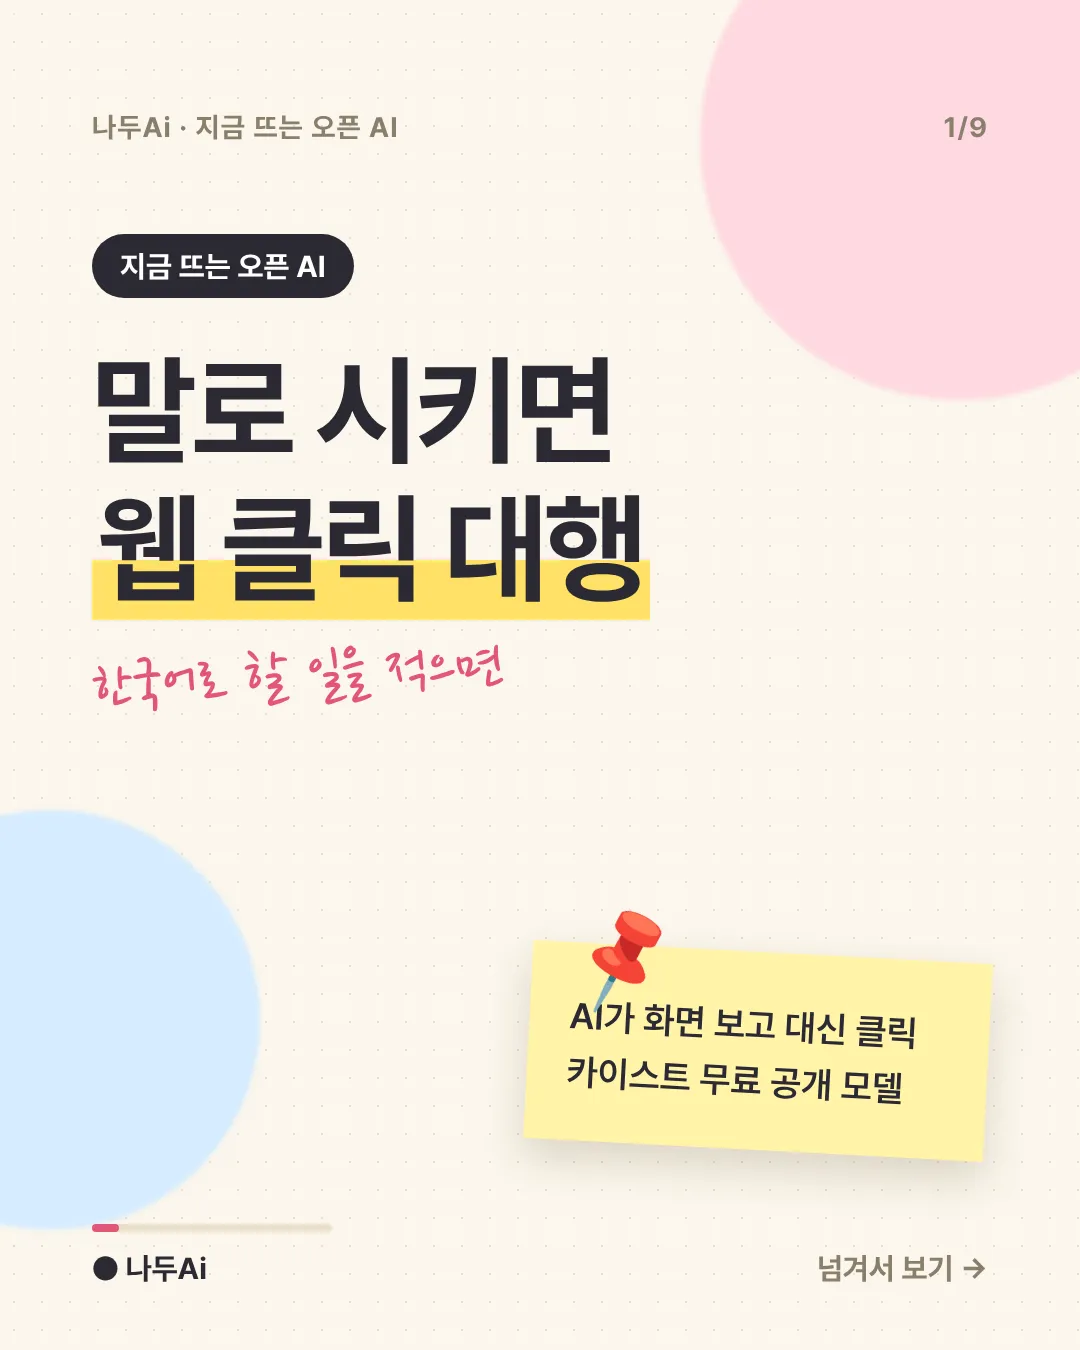 나두Ai · 지금 뜨는 오픈 AI
1/9
지금 뜨는 오픈 AI
말로 시키면
웹 클릭 대행
한국어로 할 일을 적으면
AI가 화면 보고 대신 클릭
카이스트 무료 공개 모델
나두Ai
넘겨서 보기 →